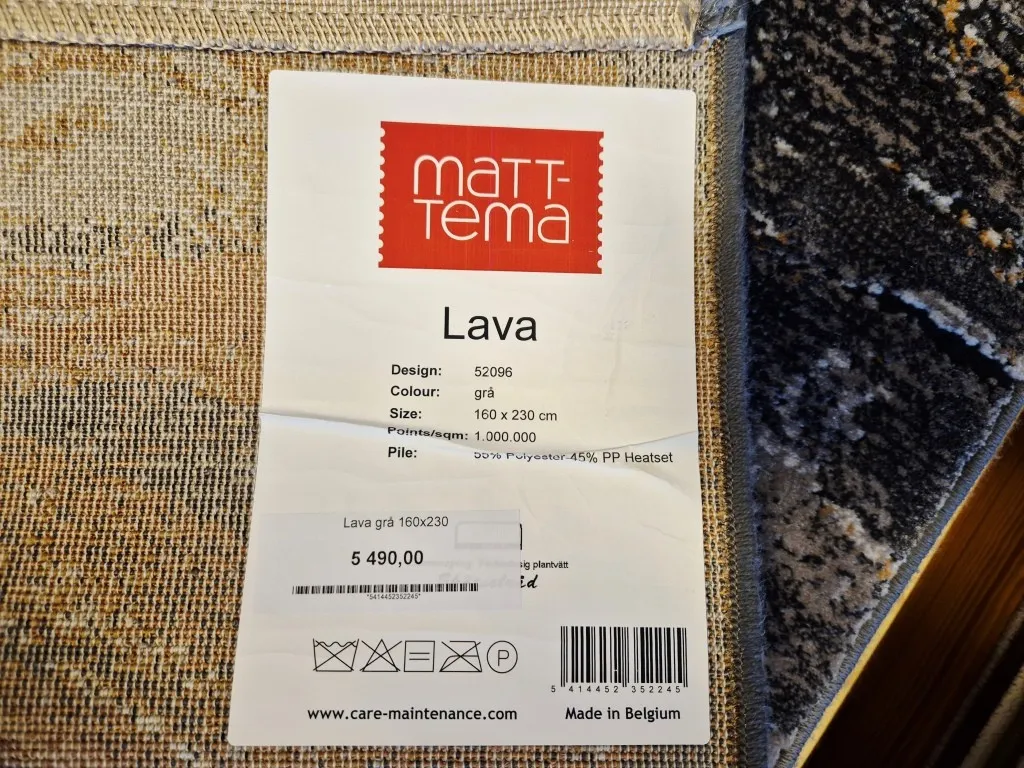 matt-
tema
Lava
Design: 52096
Colour: grå
Size: 160 x 230 cm
Points/sqm: 1.000.000
Pile: 55% Polyester 45% PP Heatset
Lava grå 160x230
5 490,00
sig plantvätt
*5414452352245*
P
5 414452 352245
www.care-maintenance.com
Made in Belgium